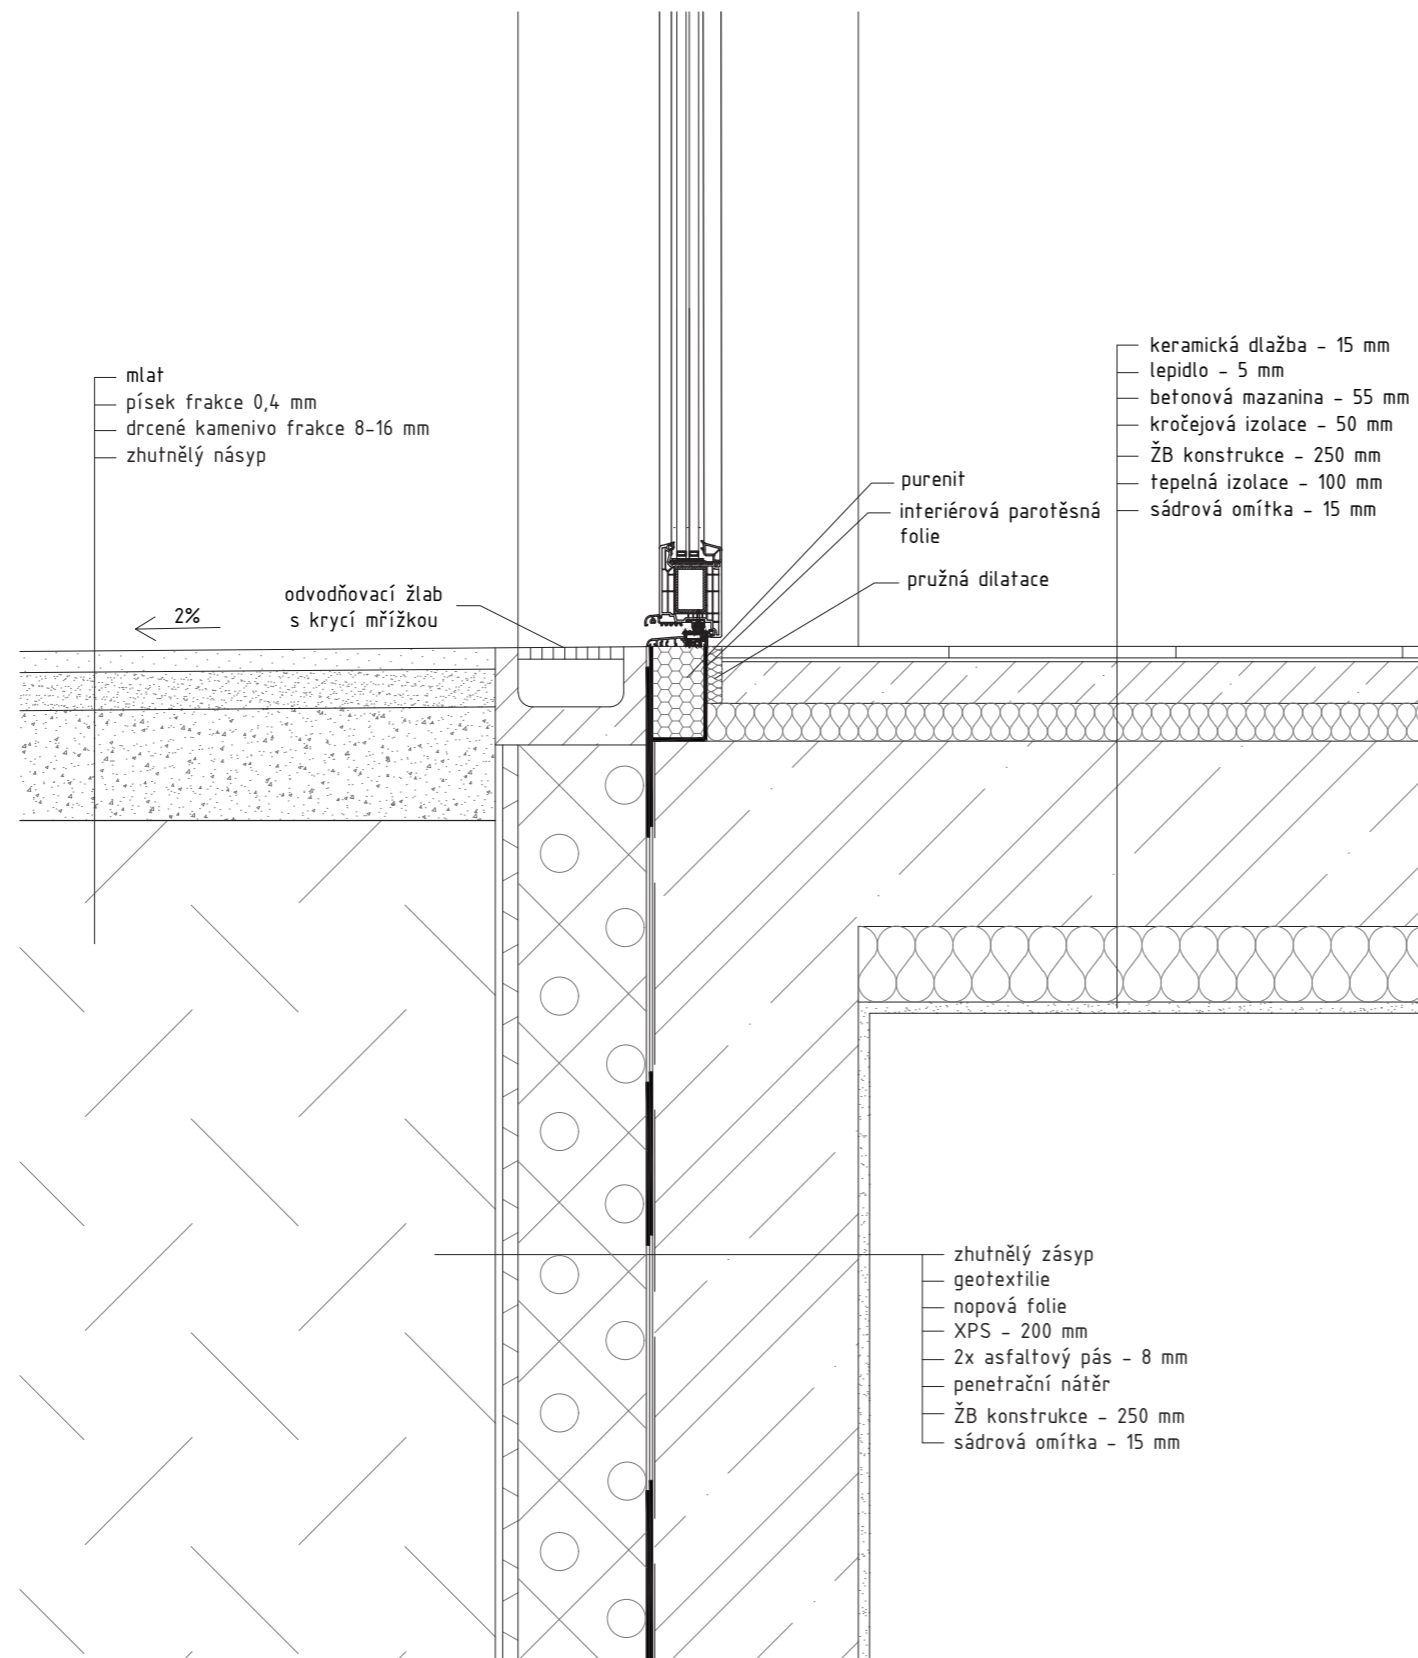 keramická dlažba - 15 mm
lepidlo - 5 mm
betonová mazanina - 55 mm
kročejová izolace - 50 mm
ŽB konstrukce - 250 mm
tepelná izolace - 100 mm
sádrová omítka - 15 mm
mlat
písek frakce 0,4 mm
drcené kamenivo frakce 8-16 mm
zhutnělý násyp
purenit
interiérová parotěsná
folie
pružná dilatace
odvodňovací žlab
s krycí mřížkou
2%
zhutnělý zásyp
geotextilie
nopová folie
XPS - 200 mm
2x asfaltový pás - 8 mm
penetrační nátěr
ŽB konstrukce - 250 mm
sádrová omítka - 15 mm